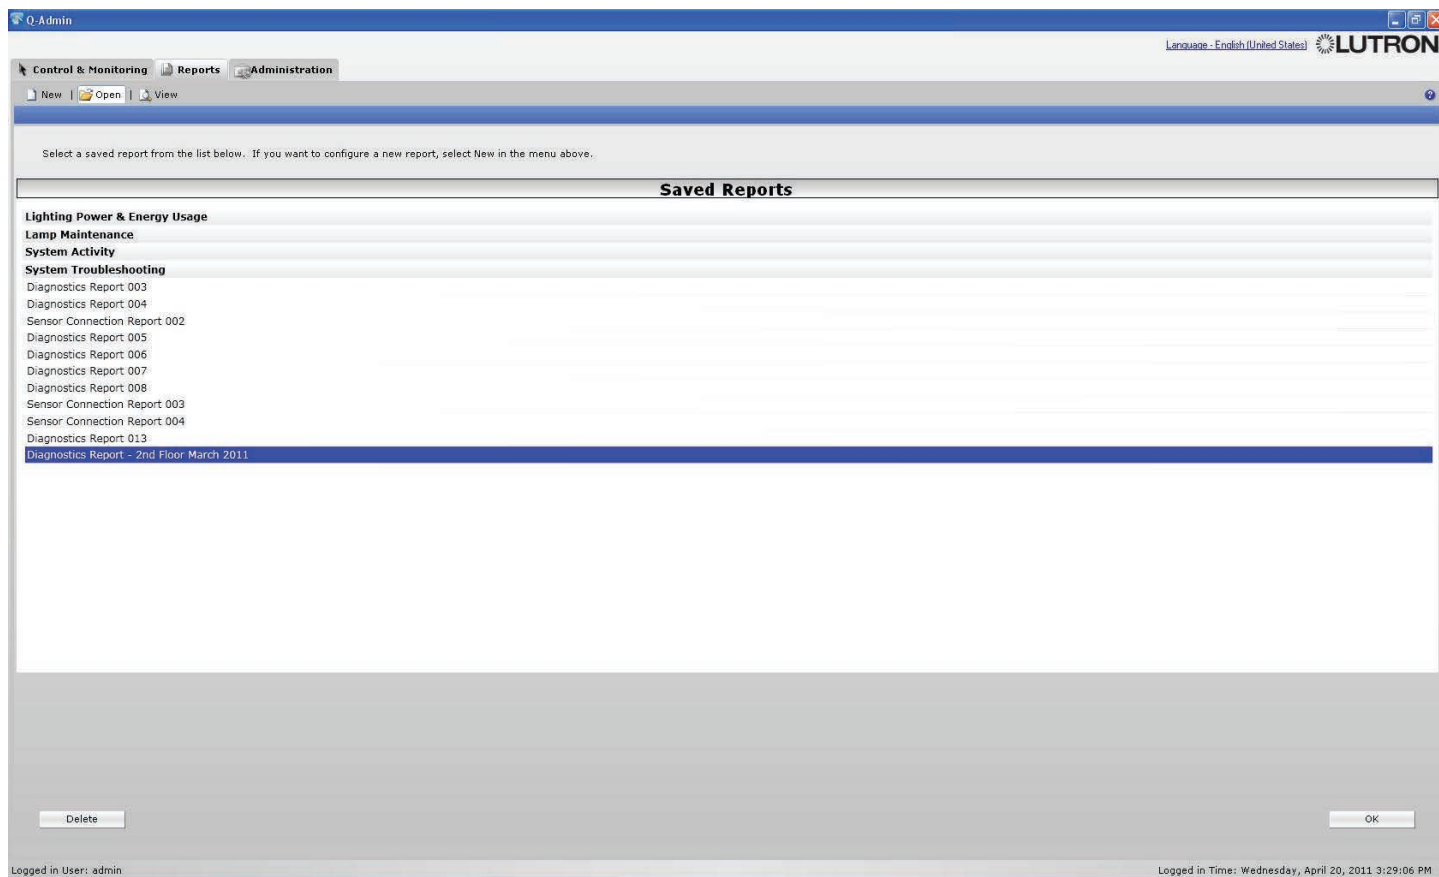 Q-Admin
Language - English (United States) LUTRON
Control & Monitoring Reports Administration
New | Open | View
Select a saved report from the list below. If you want to configure a new report, select New in the menu above.
Saved Reports
Lighting Power & Energy Usage
Lamp Maintenance
System Activity
System Troubleshooting
Diagnostics Report 003
Diagnostics Report 004
Sensor Connection Report 002
Diagnostics Report 005
Diagnostics Report 006
Diagnostics Report 007
Diagnostics Report 008
Sensor Connection Report 003
Sensor Connection Report 004
Diagnostics Report 013
Diagnostics Report - 2nd Floor March 2011
Delete OK
Logged in User: admin Logged in Time: Wednesday, April 20, 2011 3:29:06 PM